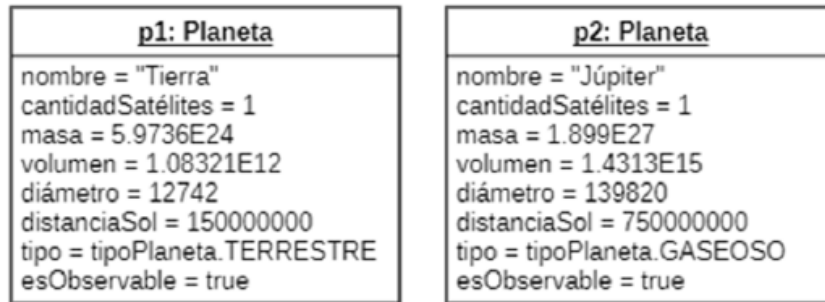 p1: Planeta
nombre = "Tierra"
cantidadSatélites = 1
masa = 5.9736E24
volumen = 1.08321E12
diámetro = 12742
distanciaSol = 150000000
tipo = tipoPlaneta.TERRESTRE
esObservable = true
p2: Planeta
nombre = "Júpiter"
cantidadSatélites = 1
masa = 1.899E27
volumen = 1.4313E15
diámetro = 139820
distanciaSol = 750000000
tipo = tipoPlaneta.GASEOSO
esObservable = true